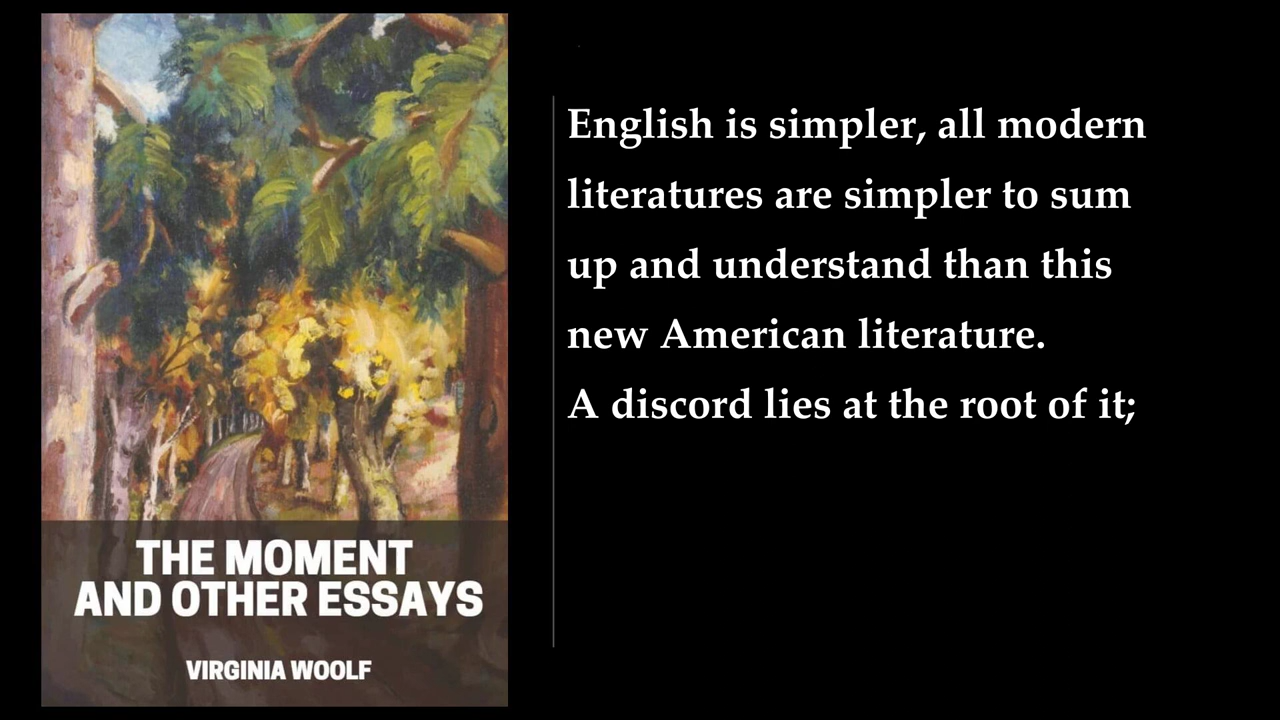 THE MOMENT
AND OTHER ESSAYS
VIRGINIA WOOLF
English is simpler, all modern
literatures are simpler to sum
up and understand than this
new American literature.
A discord lies at the root of it;